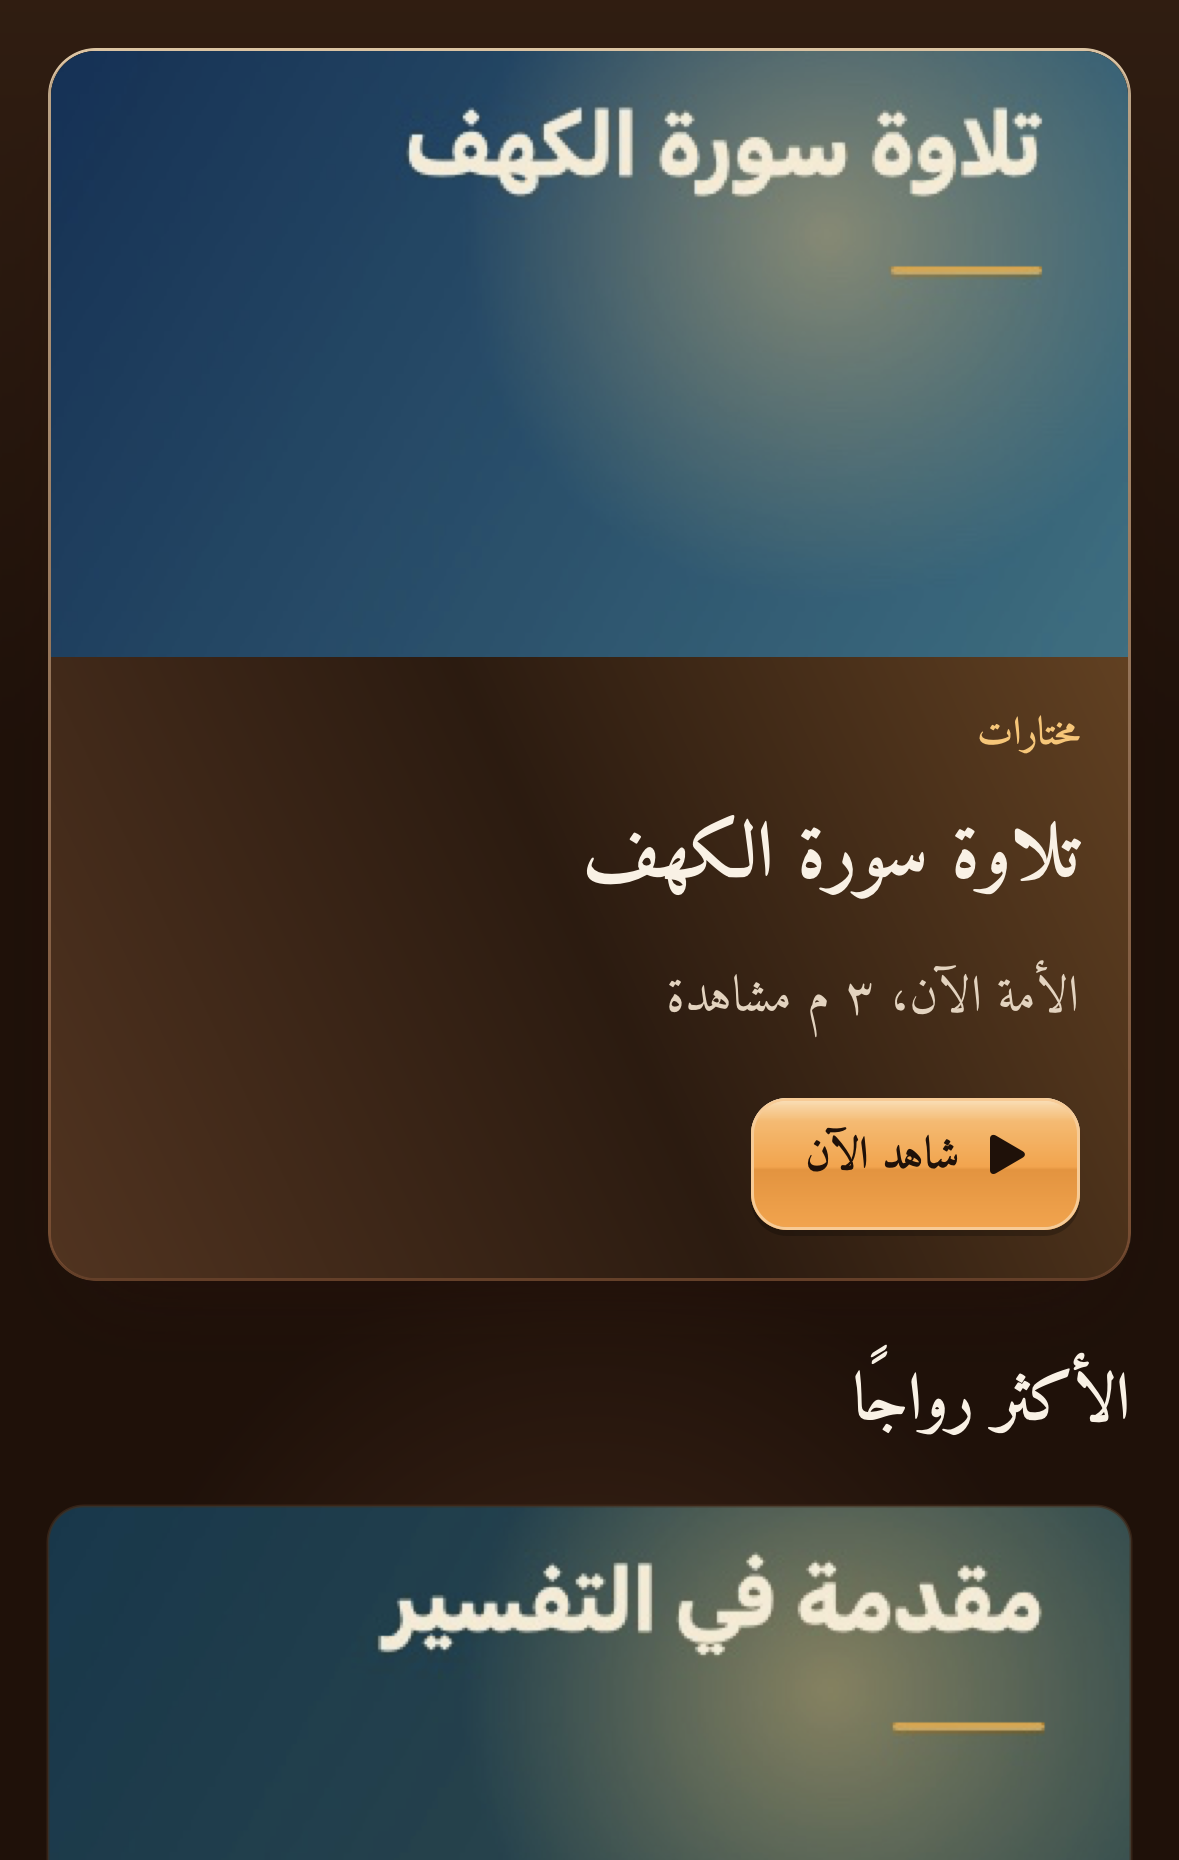 تلاوة سورة الكهف
مختارات
تلاوة سورة الكهف
الأمة الآن، ٣ م مشاهدة
شاهد الآن
الأكثر رواجًا
مقدمة في التفسير